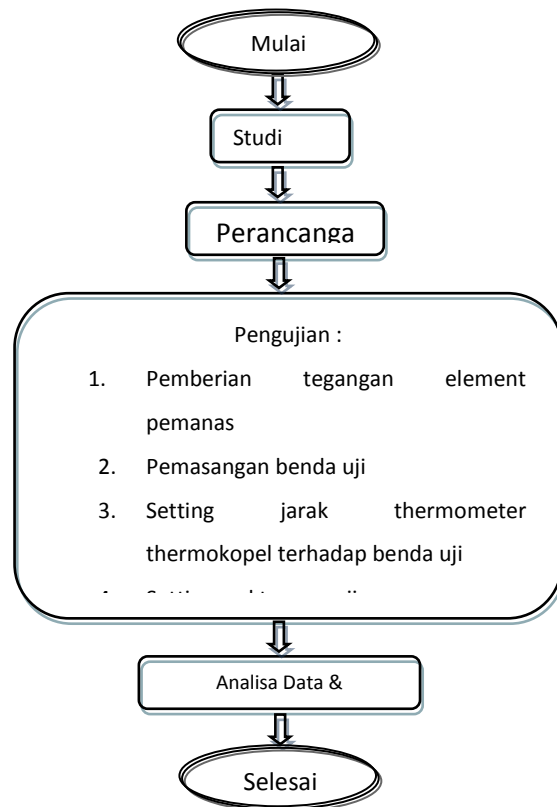 Mulai
Studi
Perancanga
Pengujian :
1. Pemberian tegangan element
pemanas
2. Pemasangan benda uji
3. Setting jarak thermometer
thermokopel terhadap benda uji
Analisa Data &
Selesai